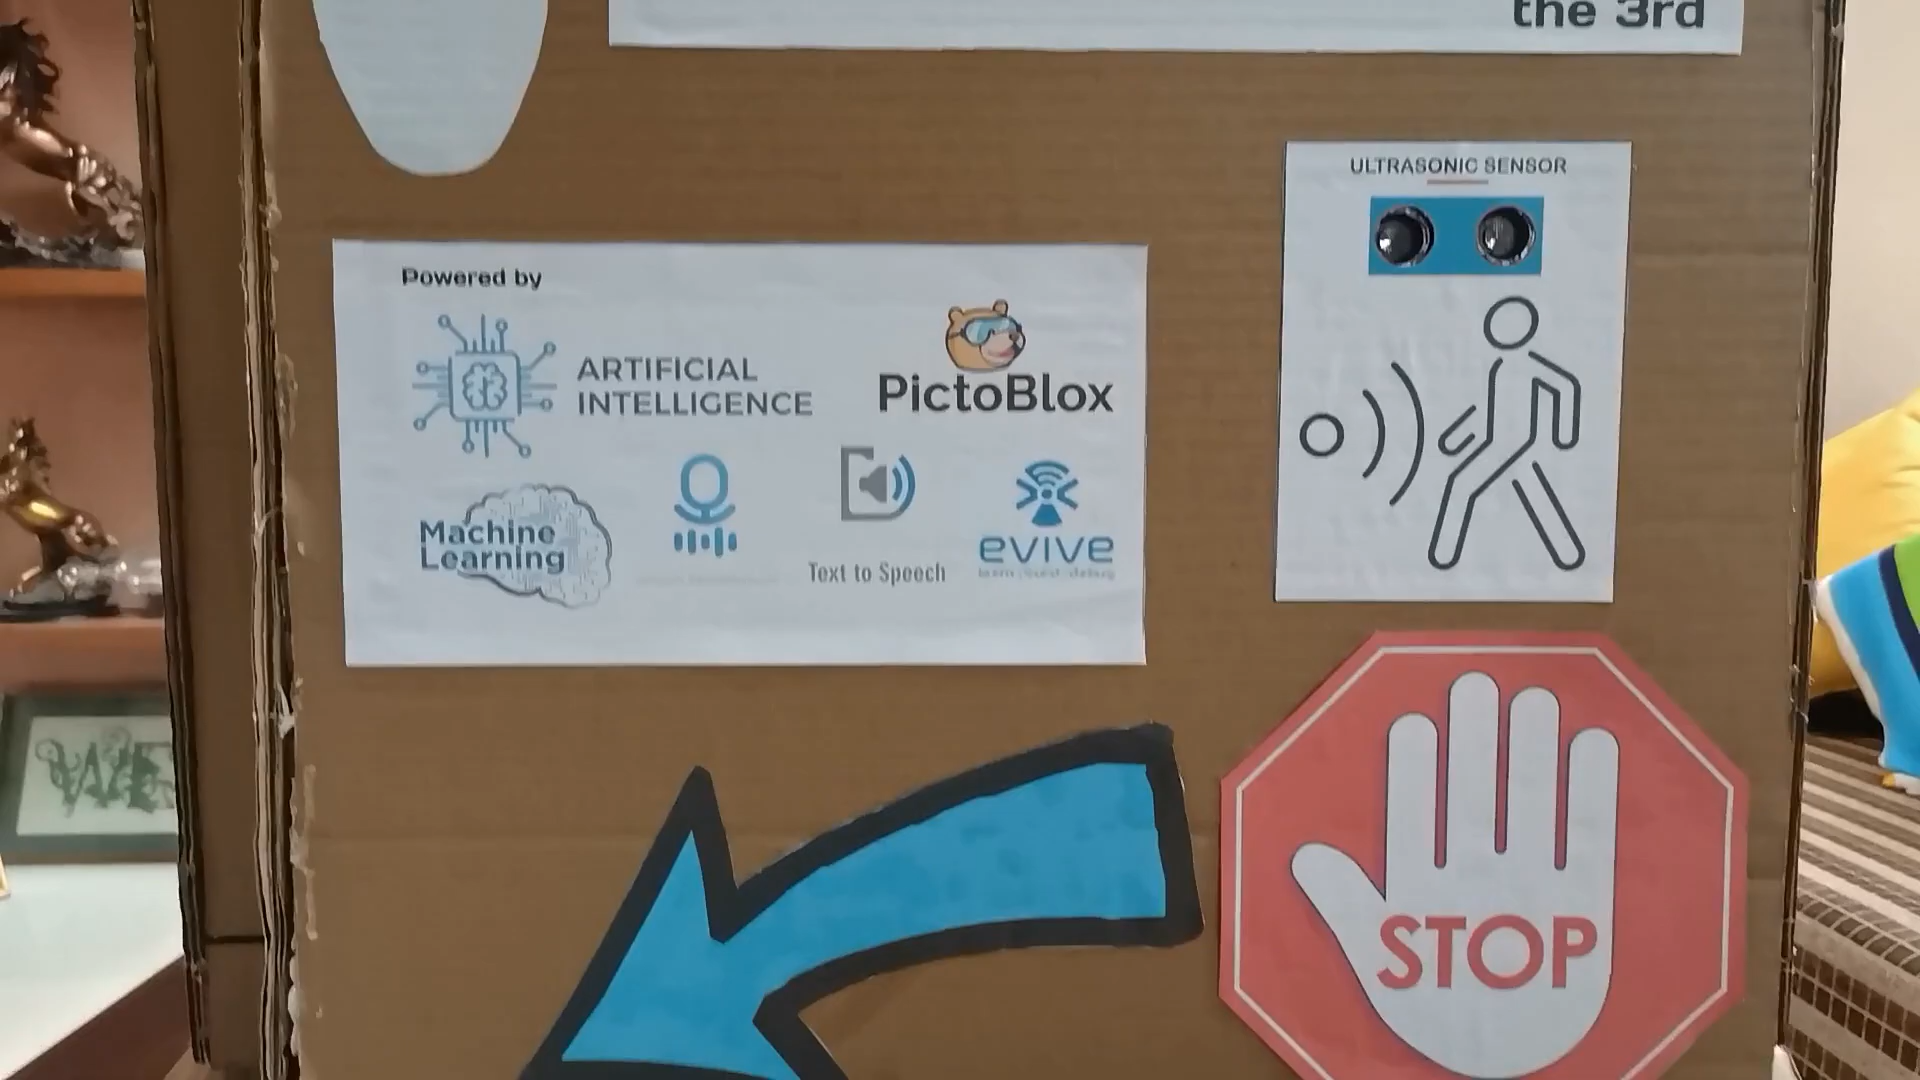 the 3rd
ULTRASONIC SENSOR
Powered by
ARTIFICIAL
INTELLIGENCE
PictoBlox
Machine
Learning
Text to Speech
evive
STOP